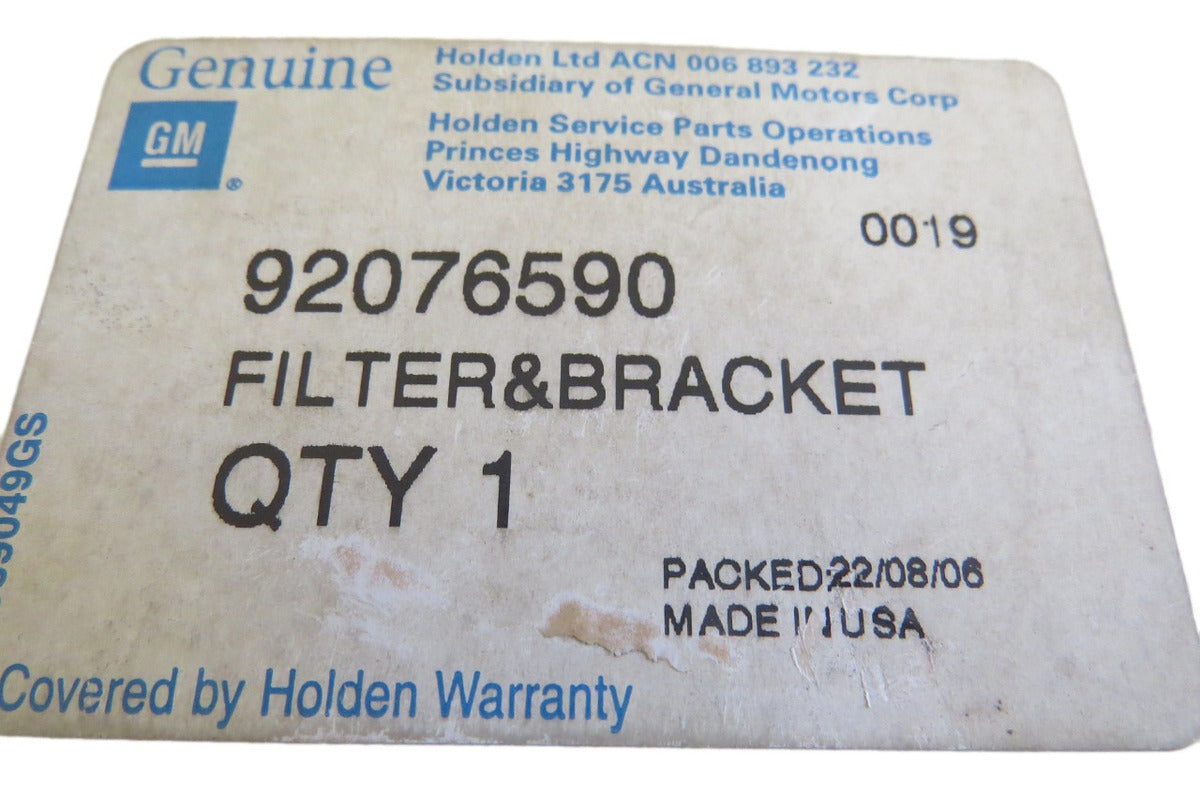 Genuine
GM
®
Holden Ltd ACN 006 893 232
Subsidiary of General Motors Corp
Holden Service Parts Operations
Princes Highway Dandenong
Victoria 3175 Australia
0019
92076590
FILTER&BRACKET
QTY 1
PACKED:22/08/06
MADE IN USA
Covered by Holden Warranty